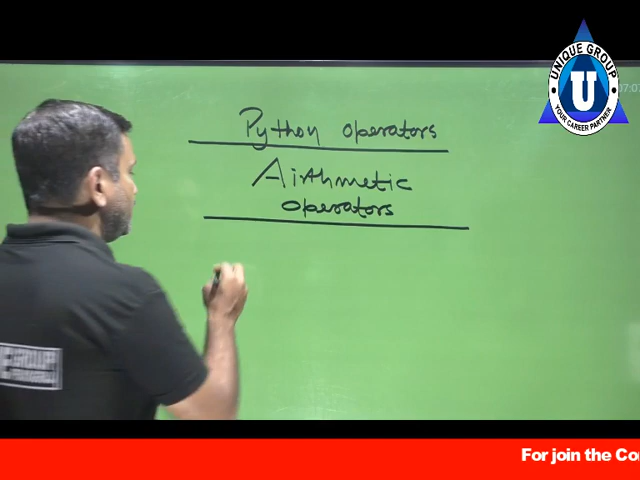 UNIQUE GROUP
U
YOUR CAREER PARTNER
Python operators
Airthmetic
operators
For join the Co